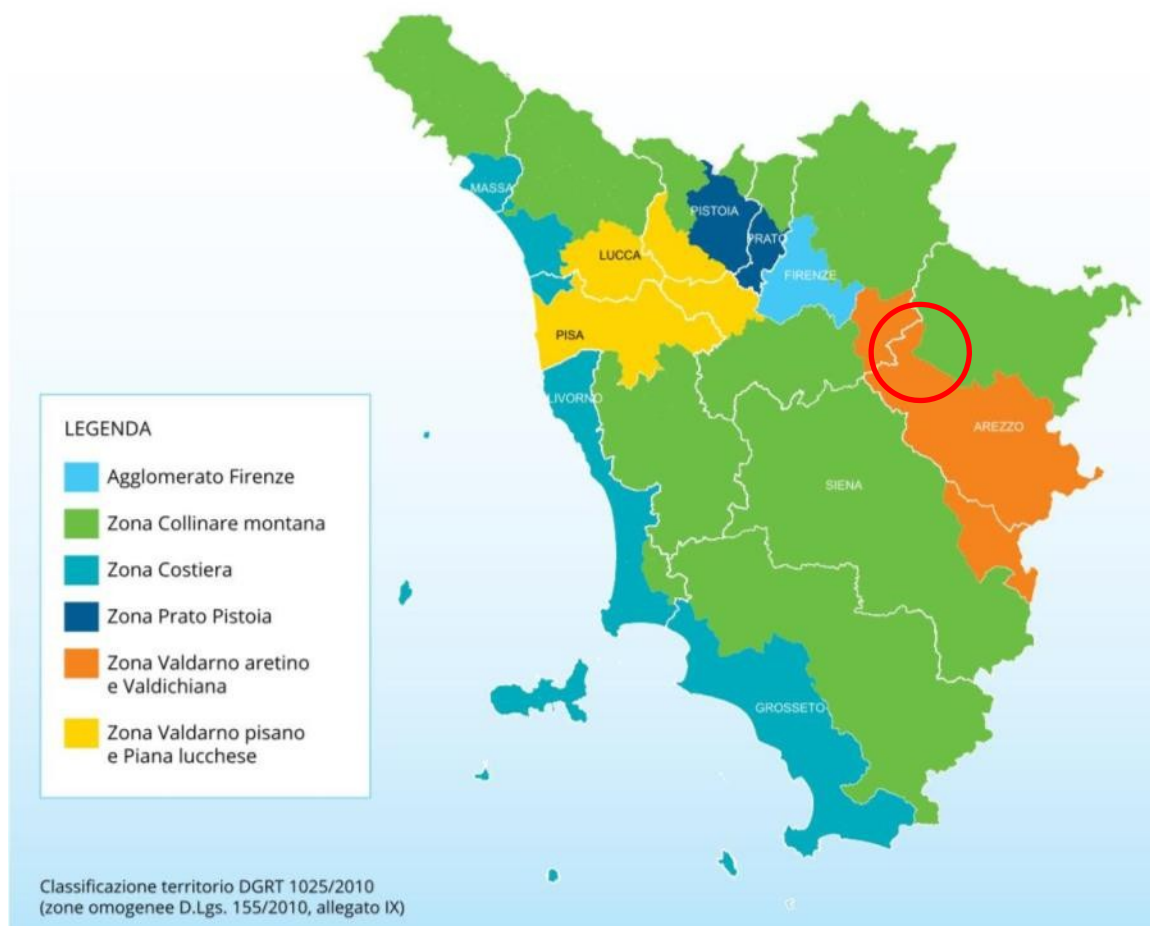 MASSA
PISTOIA
PRATO
LUCCA
FIRENZE
PISA
LIVORNO
AREZZO
SIENA
GROSSETO
LEGENDA
Agglomerato Firenze
Zona Collinare montana
Zona Costiera
Zona Prato Pistoia
Zona Valdarno aretino
e Valdichiana
Zona Valdarno pisano
e Piana lucchese
Classificazione territorio DGRT 1025/2010
(zone omogenee D.Lgs. 155/2010, allegato IX)